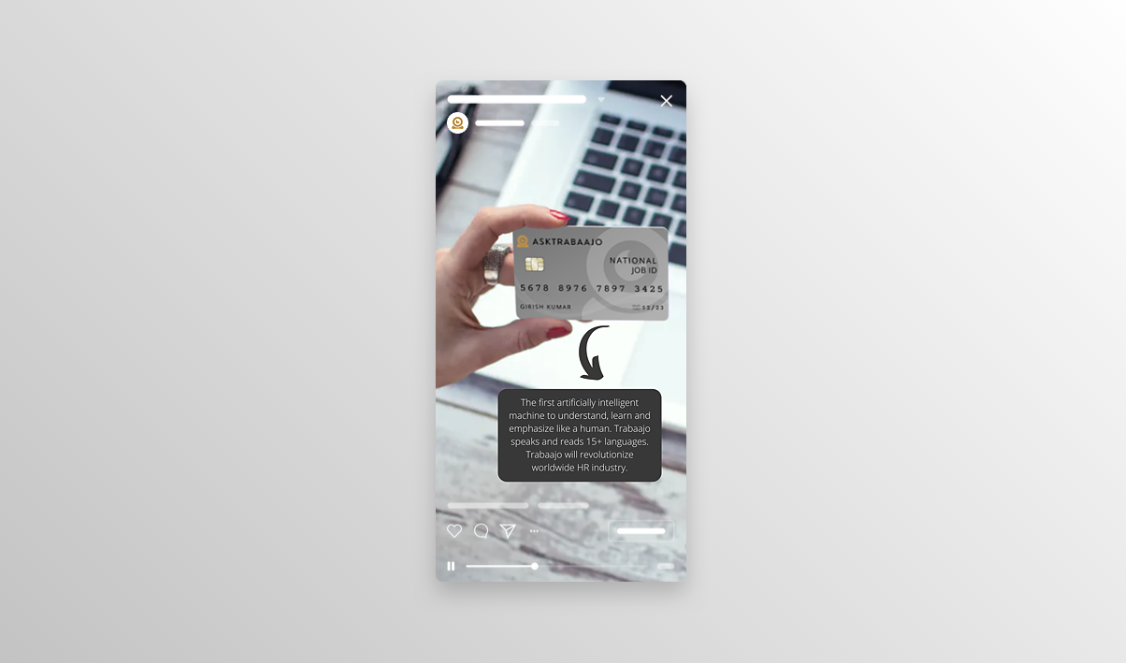 ASKTRABAAJO
NATIONAL
JOB ID
5678 8976 7897 3425
GIRISH KUMAR
The first artificially intelligent
machine to understand, learn and
emphasize like a human. Trabaajo
speaks and reads 15+ languages.
Trabaajo will revolutionize
worldwide HR industry.